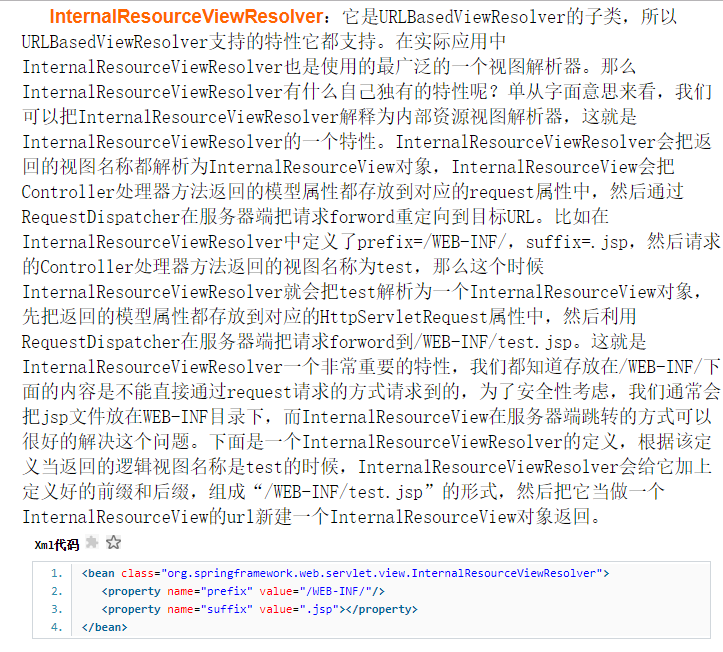 InternalResourceViewResolver：它是URLBasedViewResolver的子类，所以
URLBasedViewResolver支持的特性它都支持。在实际应用中
InternalResourceViewResolver也是使用的最广泛的一个视图解析器。那么
InternalResourceViewResolver有什么自己独有的特性呢？单从字面意思来看，我们
可以把InternalResourceViewResolver解释为内部资源视图解析器，这就是
InternalResourceViewResolver的一个特性。InternalResourceViewResolver会把返
回的视图名称都解析为InternalResourceView对象，InternalResourceView会把
Controller处理器方法返回的模型属性都存放到对应的request属性中，然后通过
RequestDispatcher在服务器端把请求forword重定向到目标URL。比如在
InternalResourceViewResolver中定义了prefix=/WEB-INF/，suffix=.jsp，然后请求
的Controller处理器方法返回的视图名称为test，那么这个时候
InternalResourceViewResolver就会把test解析为一个InternalResourceView对象，
先把返回的模型属性都存放到对应的HttpServletRequest属性中，然后利用
RequestDispatcher在服务器端把请求forword到/WEB-INF/test.jsp。这就是
InternalResourceViewResolver一个非常重要的特性，我们都知道存放在/WEB-INF/下
面的内容是不能直接通过request请求的方式请求到的，为了安全性考虑，我们通常会
把jsp文件放在WEB-INF目录下，而InternalResourceView在服务器端跳转的方式可以
很好的解决这个问题。下面是一个InternalResourceViewResolver的定义，根据该定
义当返回的逻辑视图名称是test的时候，InternalResourceViewResolver会给它加上
定义好的前缀和后缀，组成“/WEB-INF/test.jsp”的形式，然后把它当做一个
InternalResourceView的url新建一个InternalResourceView对象返回。
Xml代码
1. <bean class="org.springframework.web.servlet.view.InternalResourceViewResolver">
2. <property name="prefix" value="/WEB-INF/"/>
3. <property name="suffix" value=".jsp"></property>
4. </bean>